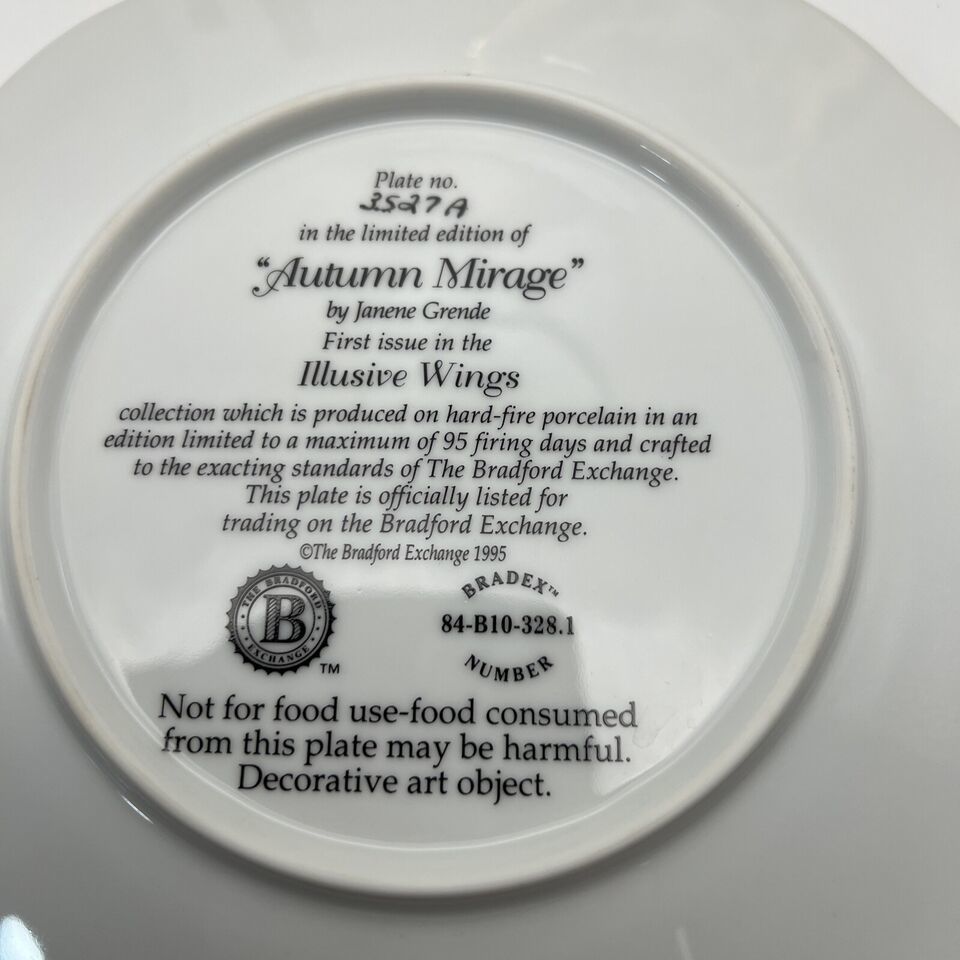 Plate no.
3527A
in the limited edition of
"Autumn Mirage"
by Janene Grende
First issue in the
Illusive Wings
collection which is produced on hard-fire porcelain in an
edition limited to a maximum of 95 firing days and crafted
to the exacting standards of The Bradford Exchange.
This plate is officially listed for
trading on the Bradford Exchange.
©The Bradford Exchange 1995
THE BRADFORD
B
EXCHANGE
TM
BRADEX™
84-B10-328.1
NUMBER
Not for food use-food consumed
from this plate may be harmful.
Decorative art object.